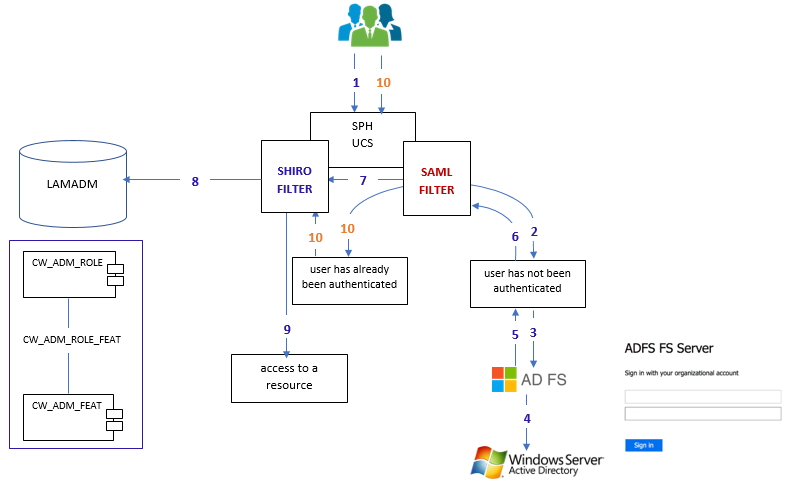 1
10
SPH
UCS
SHIRO
FILTER
SAML
FILTER
LAMADM
8
7
10
10
6
2
CW_ADM_ROLE
user has already
been authenticated
user has not been
authenticated
CW_ADM_ROLE_FEAT
9
5
3
access to a
resource
ADFS FS Server
Sign in with your organizational account
AD FS
CW_ADM_FEAT
4
Sign in
Windows Server
Active Directory